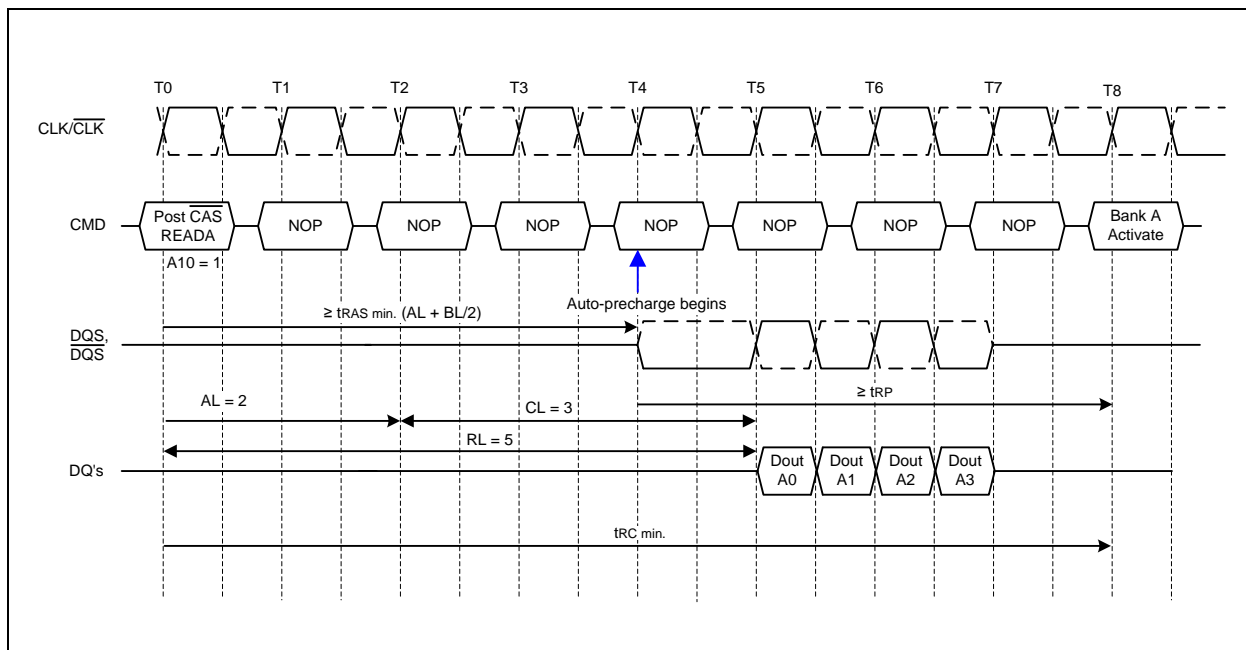 T0 T1 T2 T3 T4 T5 T6 T7 T8
CLK/CLK
CMD
Post CAS
READA
NOP NOP NOP NOP NOP NOP NOP
Bank A
Activate
A10 = 1
Auto-precharge begins
≥ tRAS min. (AL + BL/2)
DQS,
DQS
≥ tRP
AL = 2
CL = 3
RL = 5
DQ's
Dout
A0
Dout
A1
Dout
A2
Dout
A3
tRC min.